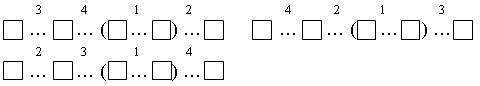 3 4 1 2
□ … □ … (□ … □) … □
4 2 1 3
□ … □ … (□ … □) … □
2 3 1 4
□ … □ … (□ … □) … □